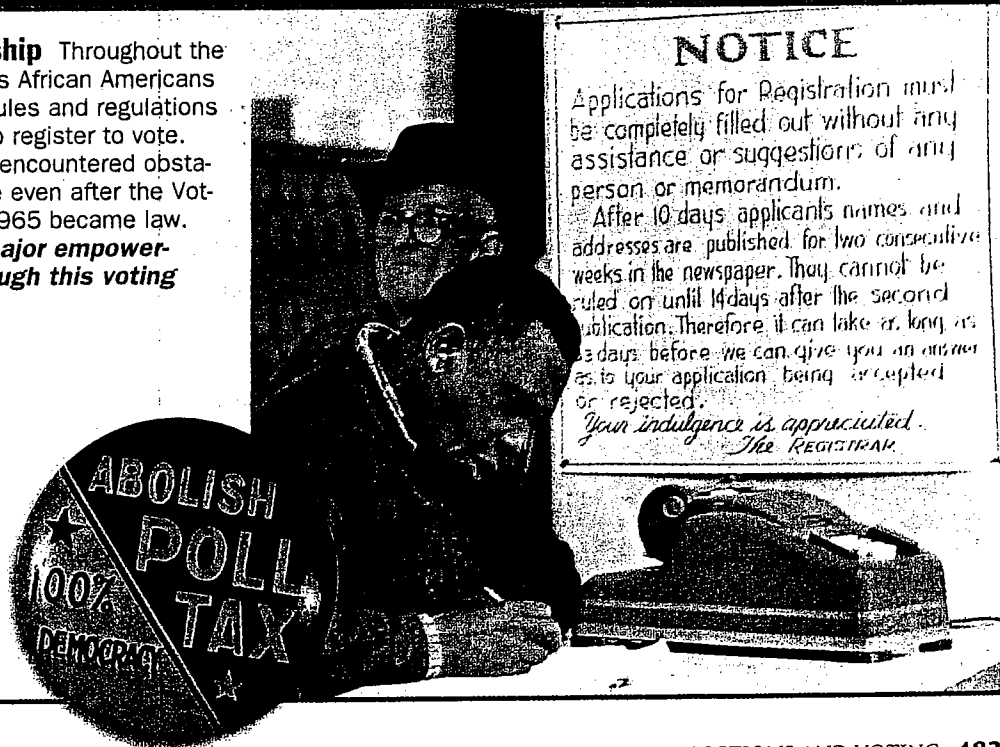 ship Throughout the
s African Americans
ules and regulations
o register to vote.
encountered obsta-
e even after the Vot-
1965 became law.
ajor empower-
ugh this voting
NOTICE
Applications for Registration must
be completely filled out without any
assistance or suggestions of any
person or memorandum.
After 10 days applicants names and
addresses are published for two consecutive
weeks in the newspaper. They cannot be
ruled on until 14 days after the second
publication. Therefore it can take as long as
days before we can give you an answer
as to your application being accepted
or rejected.
Your indulgence is appreciated.
The REGISTRAR
ABOLISH
POLL
TAX
100%
DEMOCRACY
AND VOTING